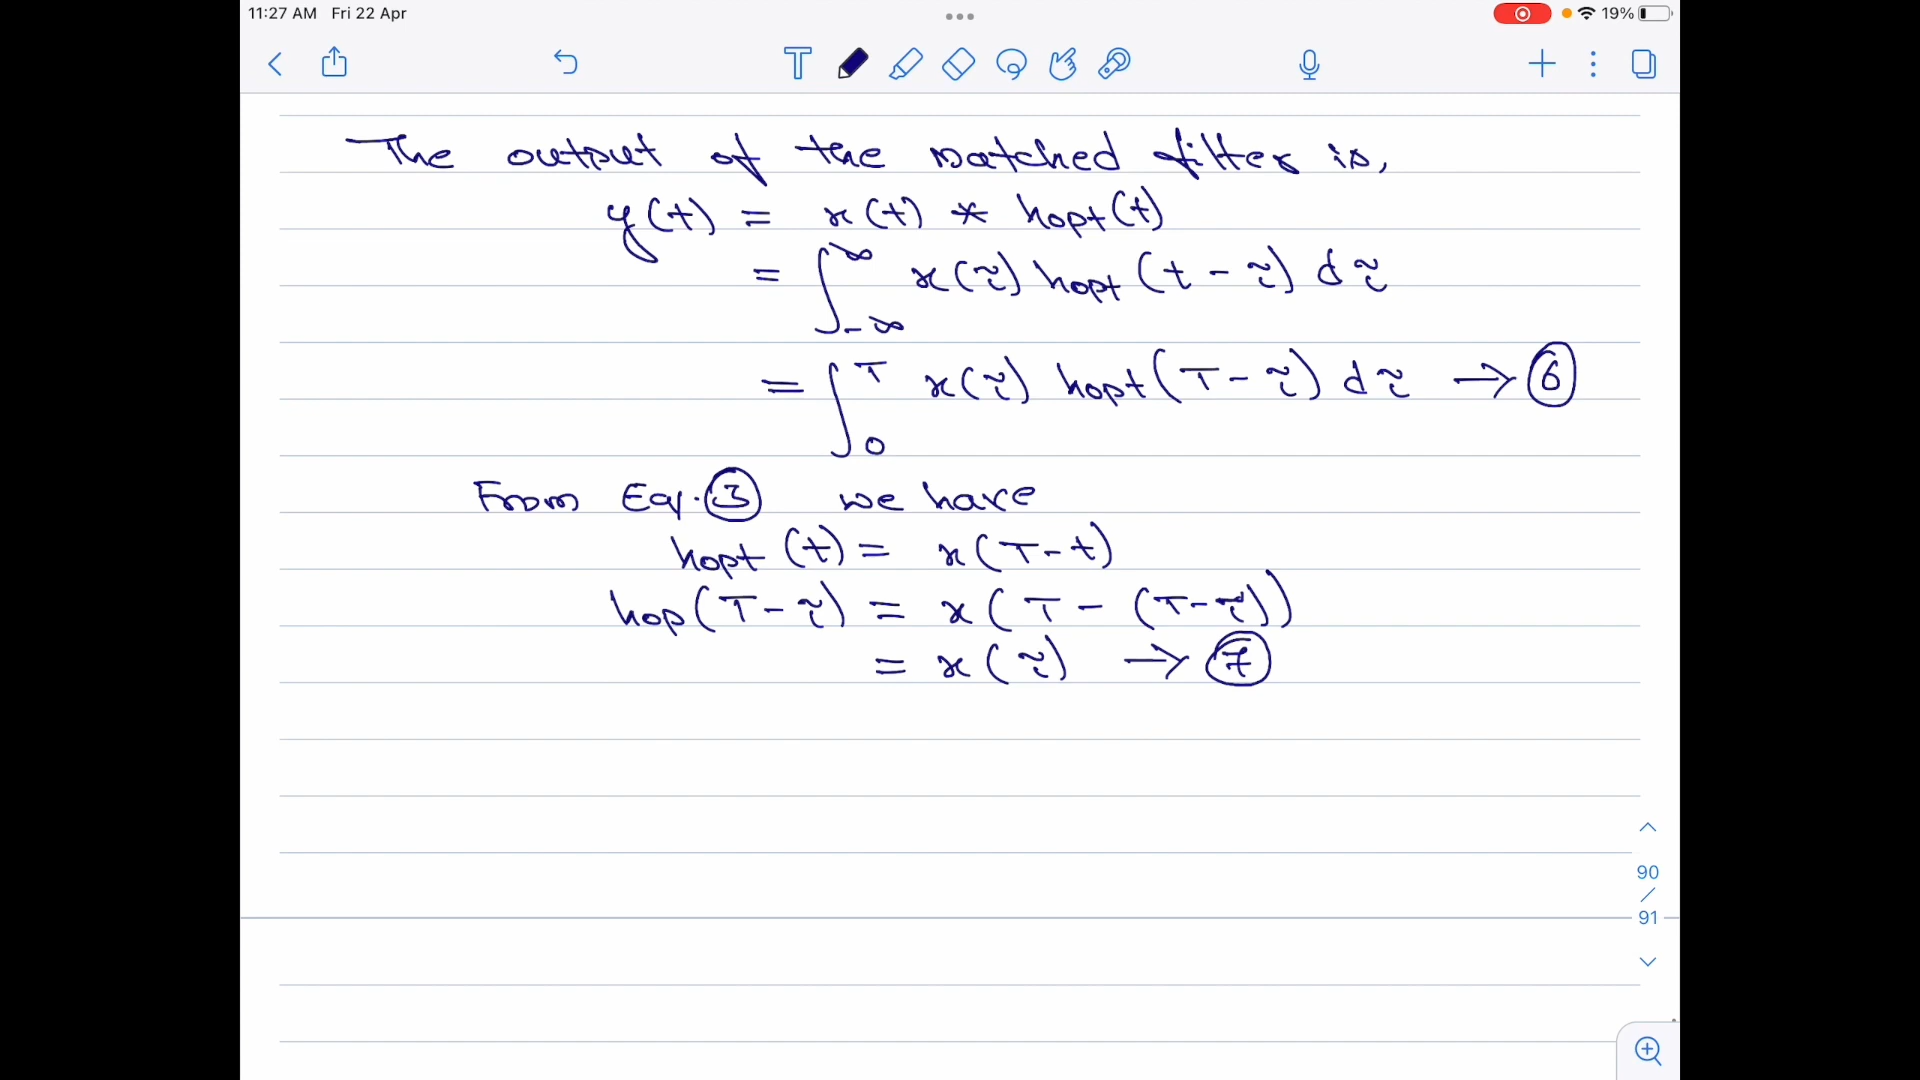 11:27 AM Fri 22 Apr
19%
The output of the matched filter is,
y(t) = x(t) * hopt(t)
= ∫_{-∞}^{∞} x(τ) hopt(t - τ) dτ
= ∫_{0}^{T} x(τ) hopt(T - τ) dτ → ⑥
From Eq. ③ we have
hopt (t) = x(T - t)
hop(T - τ) = x(T - (T - τ))
= x(τ) → ⑦
90
/
91